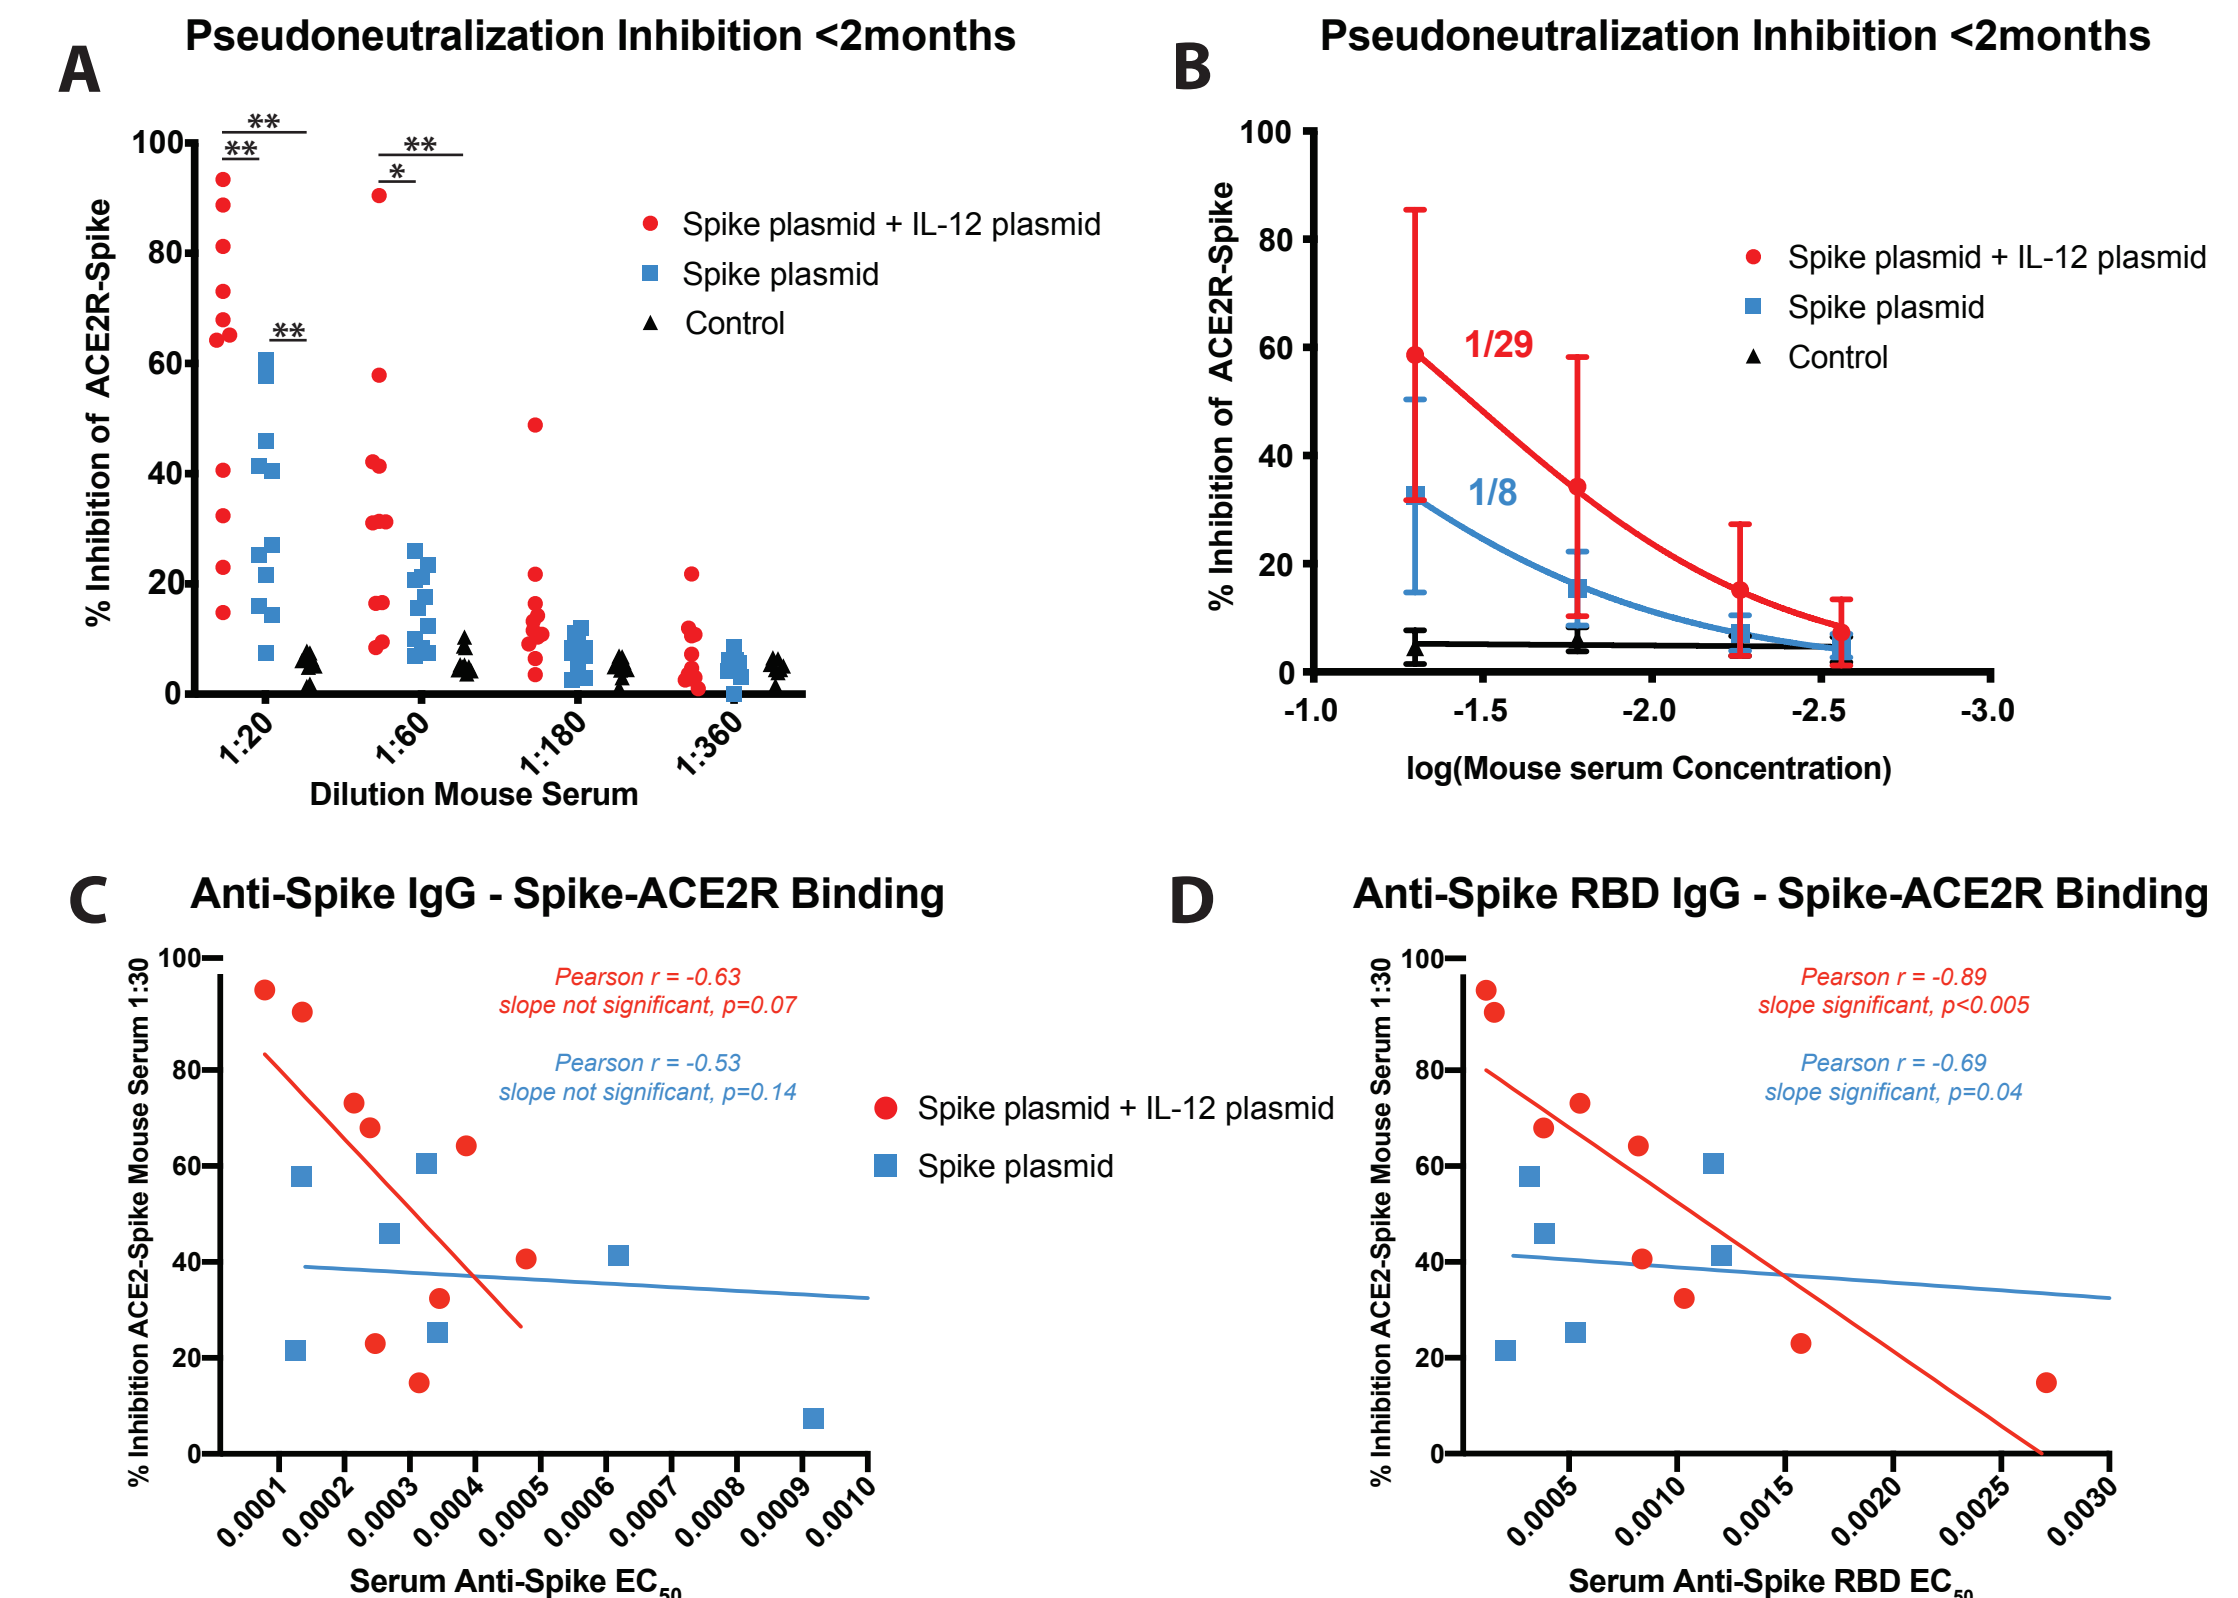 A
Pseudoneutralization Inhibition <2months
% Inhibition of ACE2R-Spike
100
80
60
40
20
0
**
**
**
**
*
Spike plasmid + IL-12 plasmid
Spike plasmid
Control
1:20
1:60
1:180
1:360
Dilution Mouse Serum
B
Pseudoneutralization Inhibition <2months
% Inhibition of ACE2R-Spike
100
80
60
40
20
0
1/29
1/8
Spike plasmid + IL-12 plasmid
Spike plasmid
Control
-1.0
-1.5
-2.0
-2.5
-3.0
log(Mouse serum Concentration)
C
Anti-Spike IgG - Spike-ACE2R Binding
% Inhibition ACE2-Spike Mouse Serum 1:30
100
80
60
40
20
0
Pearson r = -0.63
slope not significant, p=0.07
Pearson r = -0.53
slope not significant, p=0.14
Spike plasmid + IL-12 plasmid
Spike plasmid
0.0001
0.0002
0.0003
0.0004
0.0005
0.0006
0.0007
0.0008
0.0009
0.0010
Serum Anti-Spike EC50
D
Anti-Spike RBD IgG - Spike-ACE2R Binding
% Inhibition ACE2-Spike Mouse Serum 1:30
100
80
60
40
20
0
Pearson r = -0.89
slope significant, p<0.005
Pearson r = -0.69
slope significant, p=0.04
0.0005
0.0010
0.0015
0.0020
0.0025
0.0030
Serum Anti-Spike RBD EC50